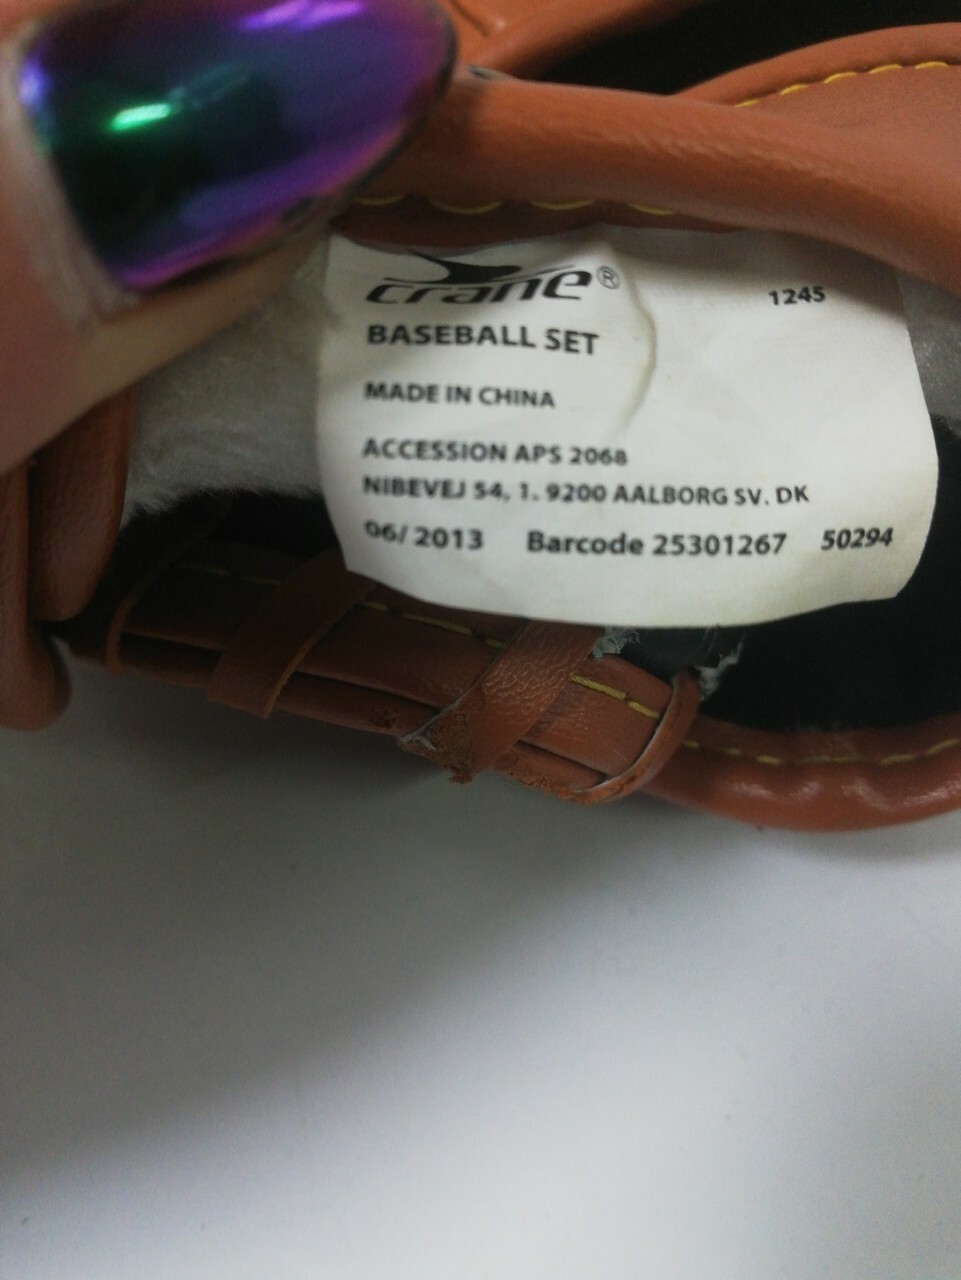 crane®
1245
BASEBALL SET
MADE IN CHINA
ACCESSION APS 2068
NIBEVEJ 54, 1. 9200 AALBORG SV. DK
06/ 2013 Barcode 25301267 50294